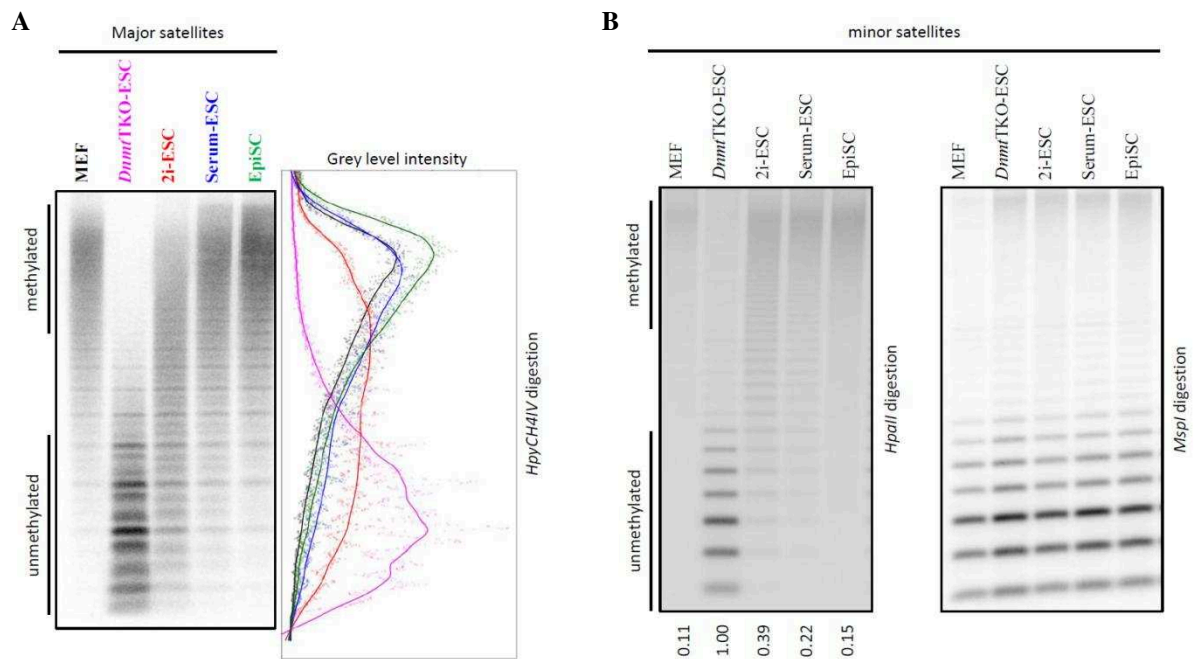 A
Major satellites
MEF
DnmtTKO-ESC
2i-ESC
Serum-ESC
EpiSC
methylated
unmethylated
Grey level intensity
HpyCH4IV digestion
B
minor satellites
MEF
DnmtTKO-ESC
2i-ESC
Serum-ESC
EpiSC
methylated
unmethylated
HpaII digestion
0.11
1.00
0.39
0.22
0.15
MEF
DnmtTKO-ESC
2i-ESC
Serum-ESC
EpiSC
MspI digestion